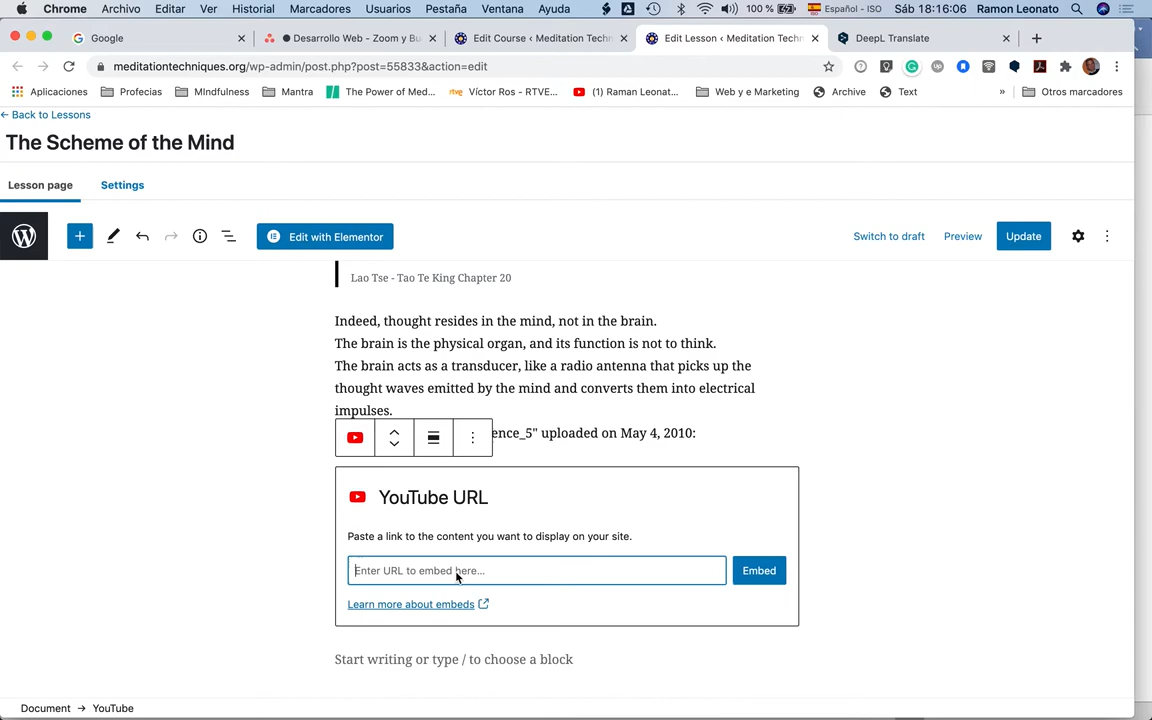 Chrome Archivo Editar Ver Historial Marcadores Usuarios Pestaña Ventana Ayuda 100 % Español - ISO Sáb 18:16:06 Ramon Leonato
Google Desarrollo Web - Zoom y Bu Edit Course ‹ Meditation Techn Edit Lesson ‹ Meditation Techn DeepL Translate
meditationtechniques.org/wp-admin/post.php?post=55833&action=edit
Aplicaciones Profecias MIndfulness Mantra The Power of Med... Víctor Ros - RTVE... (1) Raman Leonat... Web y e Marketing Archive Text » Otros marcadores
← Back to Lessons
The Scheme of the Mind
Lesson page Settings
Edit with Elementor Switch to draft Preview Update
Lao Tse - Tao Te King Chapter 20
Indeed, thought resides in the mind, not in the brain.
The brain is the physical organ, and its function is not to think.
The brain acts as a transducer, like a radio antenna that picks up the
thought waves emitted by the mind and converts them into electrical
impulses.
ence_5" uploaded on May 4, 2010:
YouTube URL
Paste a link to the content you want to display on your site.
Enter URL to embed here... Embed
Learn more about embeds
Start writing or type / to choose a block
Document → YouTube